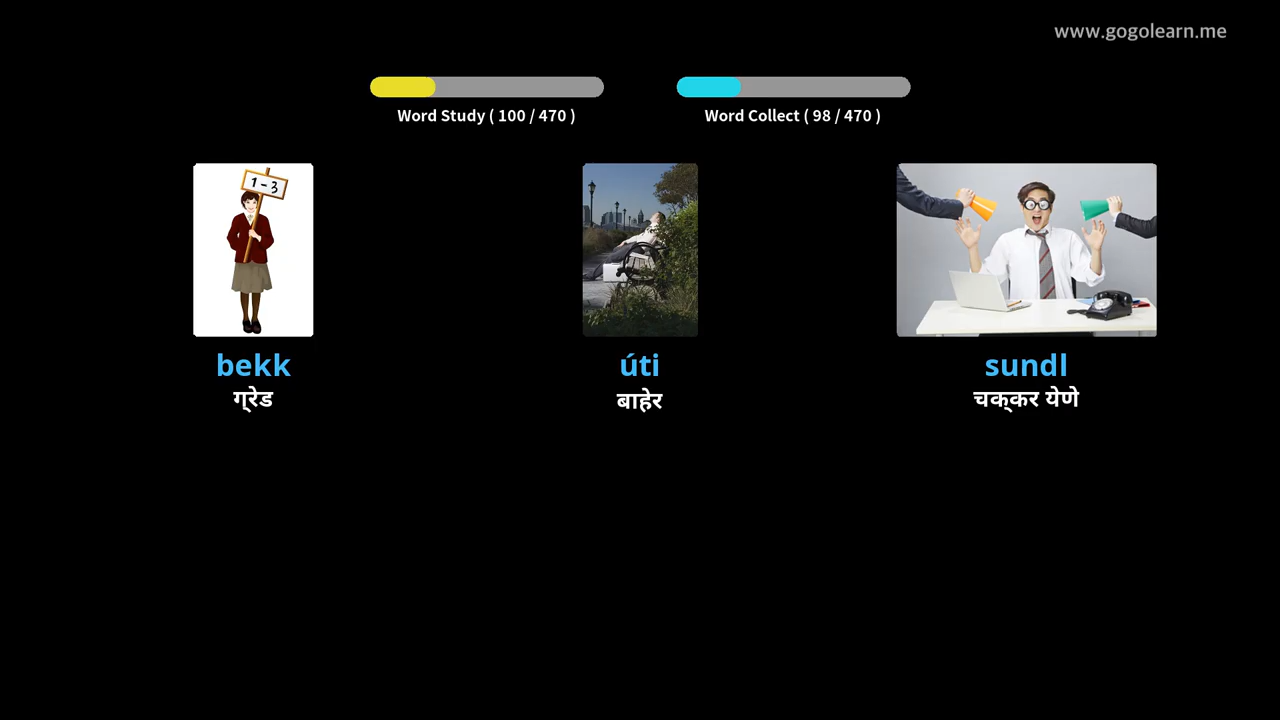 www.gogolearn.me
Word Study ( 100 / 470 )
Word Collect ( 98 / 470 )
1-3
bekk
ग्रेड
úti
बाहेर
sundl
चक्कर येणे